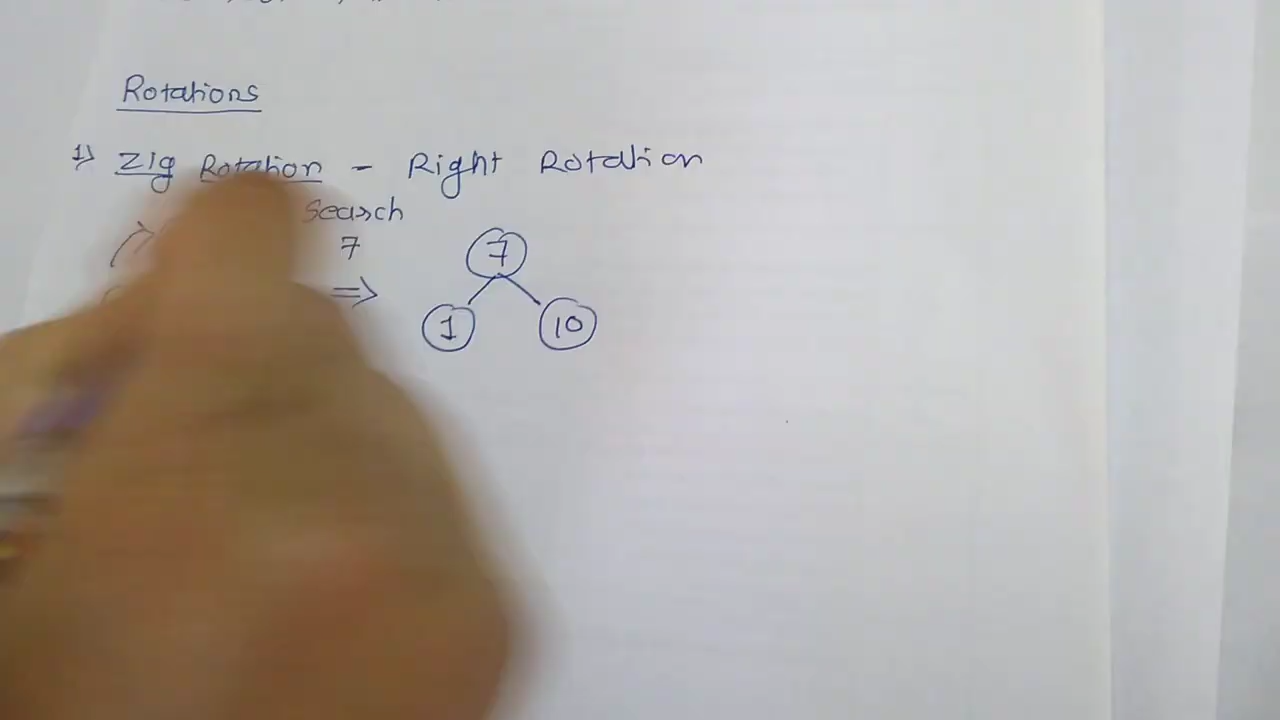 Rotations
1) Zig Rotation - Right Rotation
Search
7
7
⇒
1 10